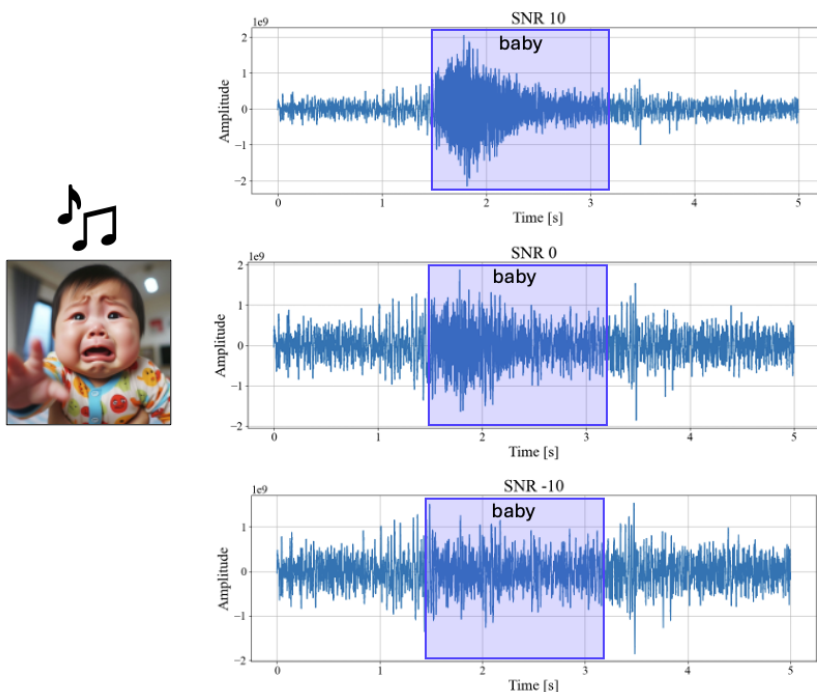 SNR 10
1e9
baby
2
1
0
−1
−2
Amplitude
0 1 2 3 4 5
Time [s]
SNR 0
1e9
baby
2
1
0
−1
−2
Amplitude
0 1 2 3 4 5
Time [s]
SNR -10
1e9
baby
1
0
−1
−2
Amplitude
0 1 2 3 4 5
Time [s]